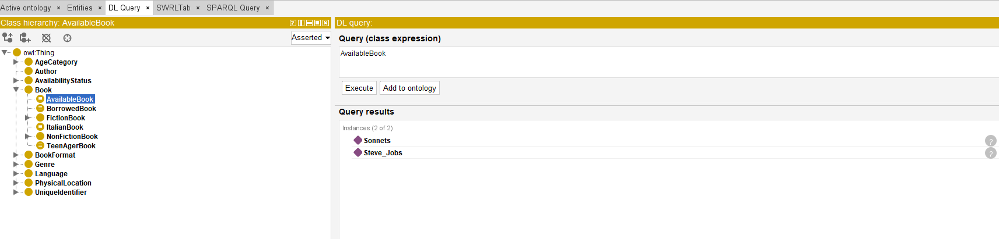 Active ontology × Entities × DL Query × SWRLTab × SPARQL Query ×
Class hierarchy: AvailableBook
Asserted
owl:Thing
AgeCategory
Author
AvailabilityStatus
Book
AvailableBook
BorrowedBook
FictionBook
ItalianBook
NonFictionBook
TeenAgerBook
BookFormat
Genre
Language
PhysicalLocation
UniqueIdentifier
DL query:
Query (class expression)
AvailableBook
Execute Add to ontology
Query results
Instances (2 of 2)
Sonnets ?
Steve_Jobs ?